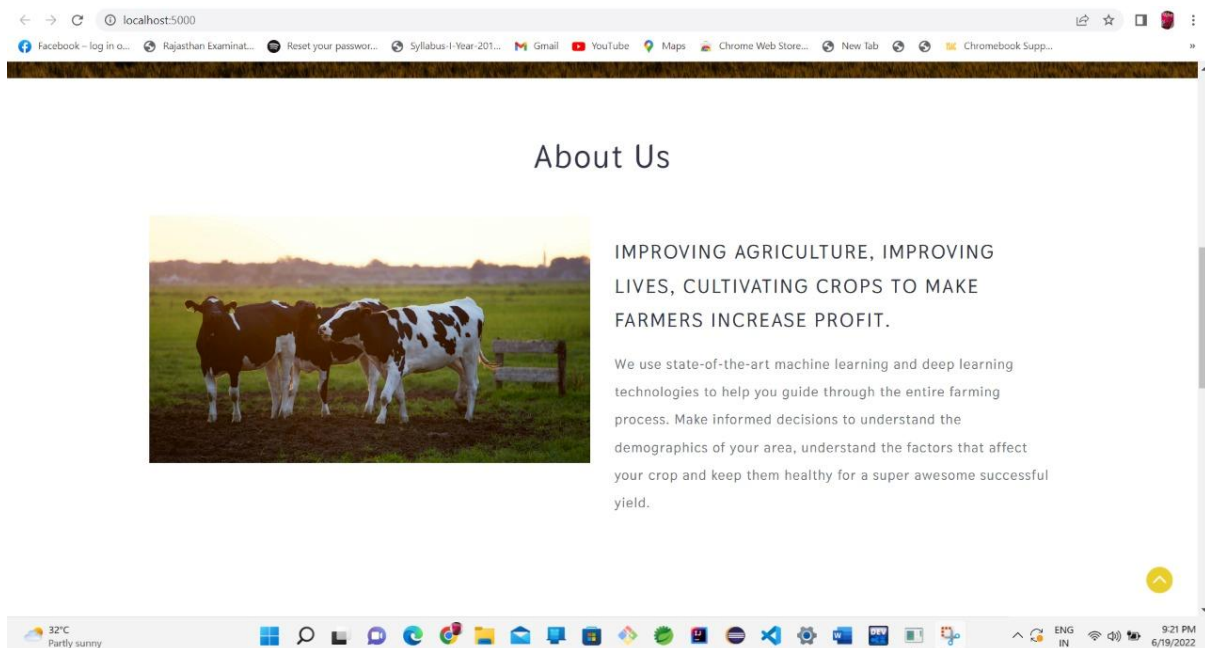 localhost:5000
Facebook – log in o...
Rajasthan Examinat...
Reset your passwor...
Syllabus-I-Year-201...
Gmail
YouTube
Maps
Chrome Web Store...
New Tab
Chromebook Supp...
»
About Us
IMPROVING AGRICULTURE, IMPROVING
LIVES, CULTIVATING CROPS TO MAKE
FARMERS INCREASE PROFIT.
We use state-of-the-art machine learning and deep learning
technologies to help you guide through the entire farming
process. Make informed decisions to understand the
demographics of your area, understand the factors that affect
your crop and keep them healthy for a super awesome successful
yield.
32°C
Partly sunny
DEV
ENG
IN
9:21 PM
6/19/2022